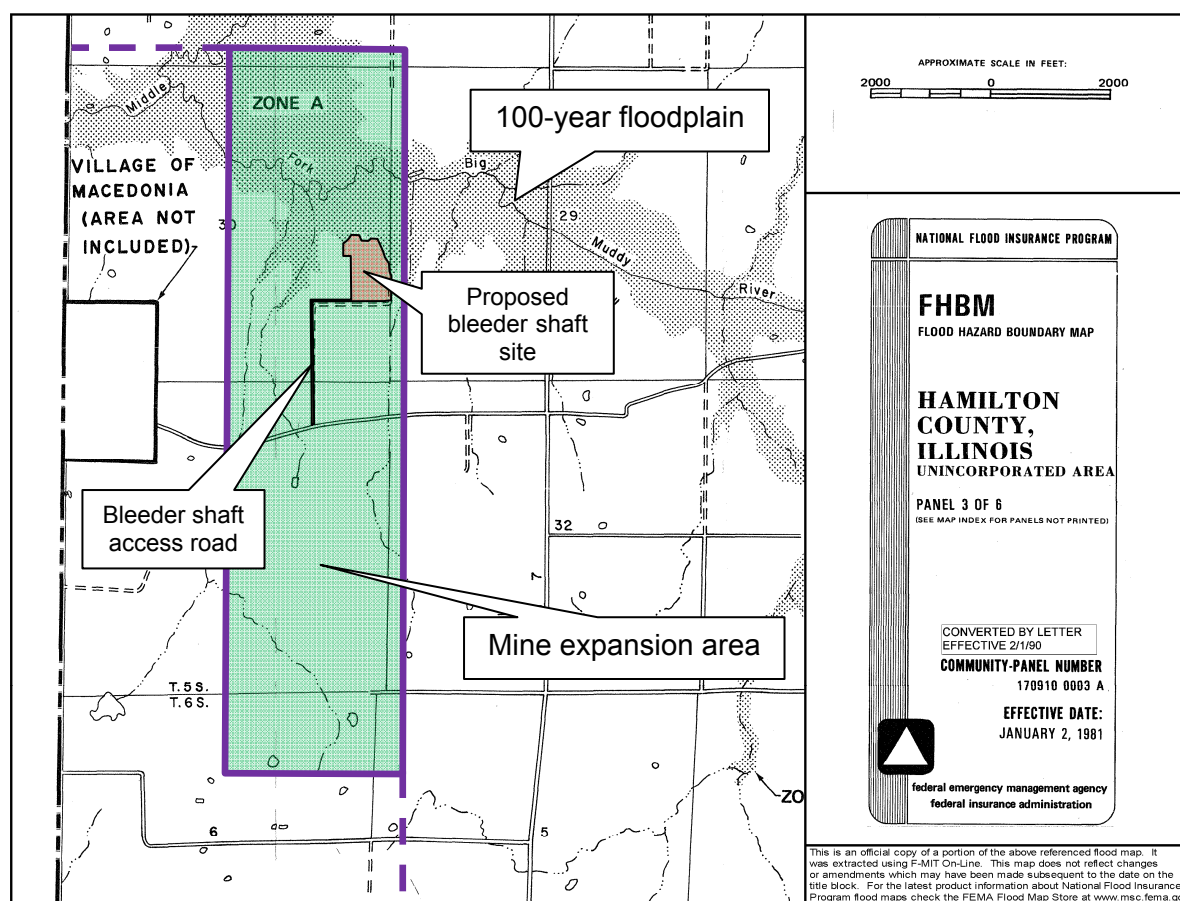 ZONE A
Middle
Fork
Big
Muddy
River
100-year floodplain
VILLAGE OF
MACEDONIA
(AREA NOT
INCLUDED)
30
29
Proposed
bleeder shaft
site
Bleeder shaft
access road
32
7
Mine expansion area
T.5 S.
T.6 S.
6
5
ZO
APPROXIMATE SCALE IN FEET:
2000 0 2000
NATIONAL FLOOD INSURANCE PROGRAM
FHBM
FLOOD HAZARD BOUNDARY MAP
HAMILTON
COUNTY,
ILLINOIS
UNINCORPORATED AREA
PANEL 3 OF 6
(SEE MAP INDEX FOR PANELS NOT PRINTED)
CONVERTED BY LETTER
EFFECTIVE 2/1/90
COMMUNITY-PANEL NUMBER
170910 0003 A
EFFECTIVE DATE:
JANUARY 2, 1981
federal emergency management agency
federal insurance administration
This is an official copy of a portion of the above referenced flood map. It
was extracted using F-MIT On-Line. This map does not reflect changes
or amendments which may have been made subsequent to the date on the
title block. For the latest product information about National Flood Insurance
Program flood maps check the FEMA Flood Map Store at www.msc.fema.go